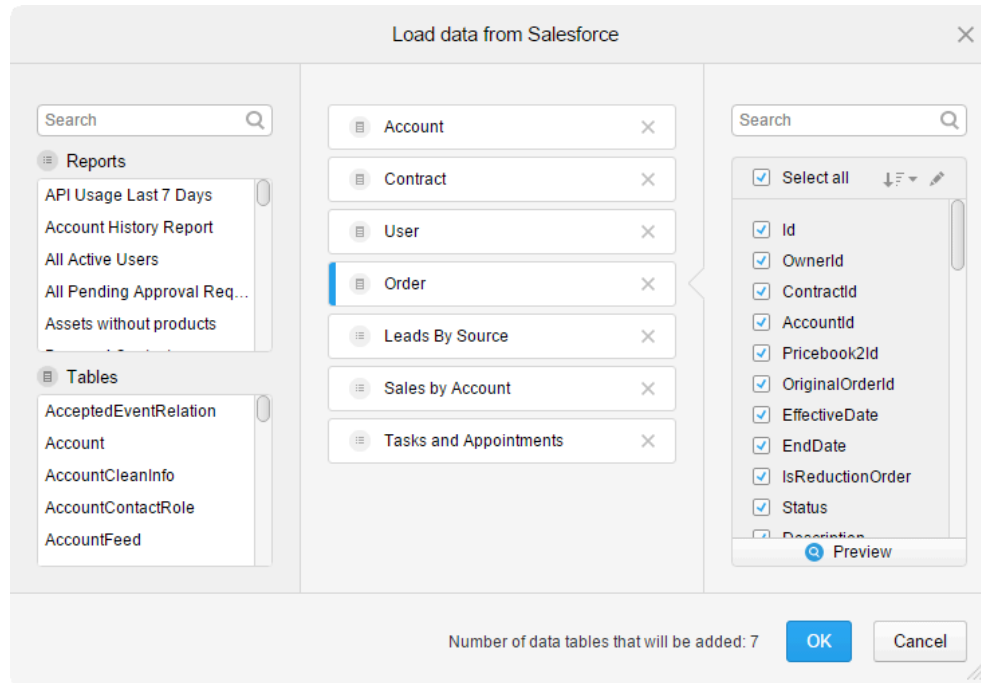 Load data from Salesforce
Search
Reports
API Usage Last 7 Days
Account History Report
All Active Users
All Pending Approval Req...
Assets without products
Tables
AcceptedEventRelation
Account
AccountCleanInfo
AccountContactRole
AccountFeed
Account
Contract
User
Order
Leads By Source
Sales by Account
Tasks and Appointments
Search
Select all
Id
OwnerId
ContractId
AccountId
Pricebook2Id
OriginalOrderId
EffectiveDate
EndDate
IsReductionOrder
Status
Description
Preview
Number of data tables that will be added: 7
OK
Cancel